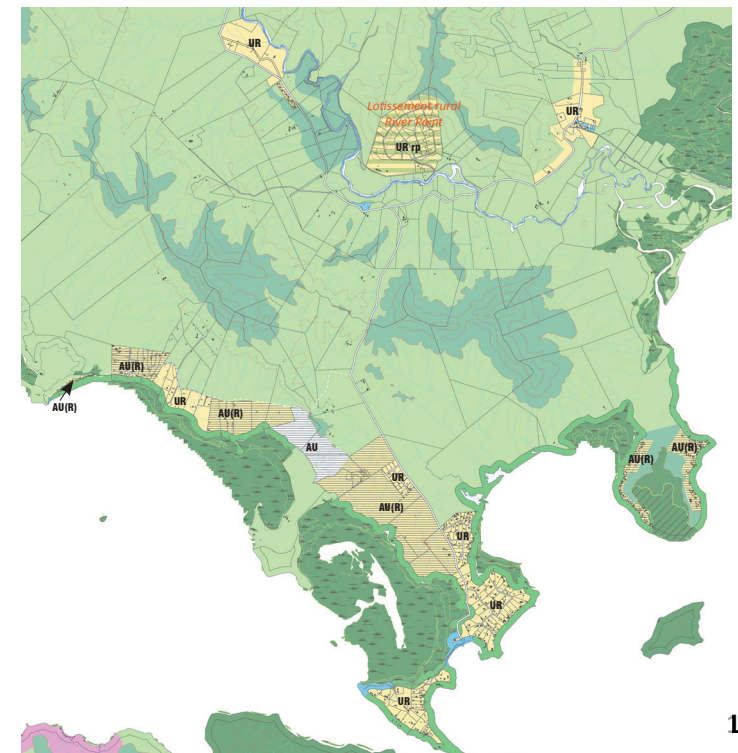 UR
Lotissement rural
River Point
UR
UR rp
AU(R)
AU(R)
UR
AU(R)
AU
UR
AU(R)
AU(R)
AU(R)
UR
UR
UR
1